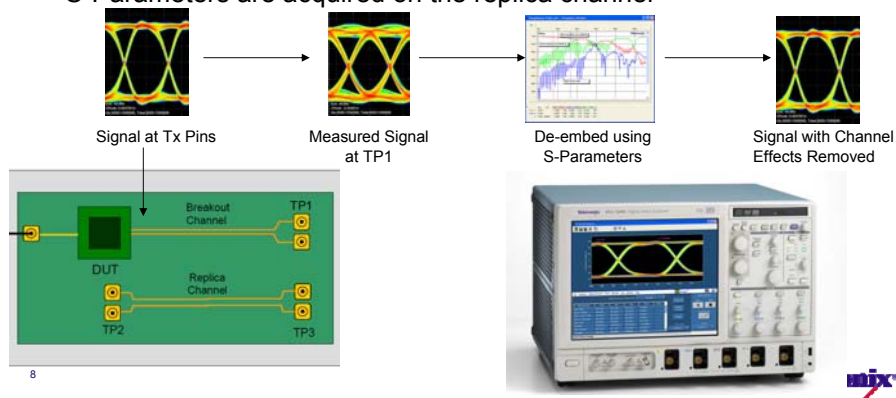 S-Parameters are acquired on the replica channel
Signal at Tx Pins
Measured Signal
at TP1
De-embed using
S-Parameters
Signal with Channel
Effects Removed
Breakout
Channel
TP1
DUT
Replica
Channel
TP2
TP3
Tektronix
8